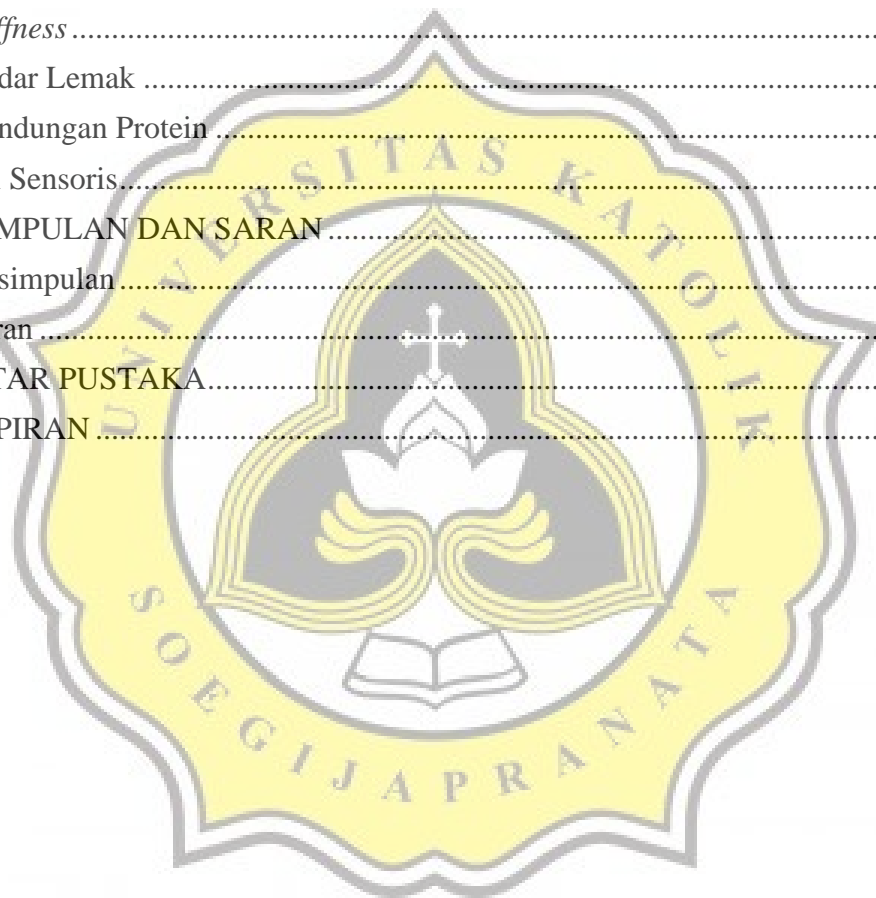 ffness ........................................................................
dar Lemak ........................................................................
ndungan Protein ........................................................................
Sensoris ........................................................................
MPULAN DAN SARAN ........................................................................
simpulan ........................................................................
ran ........................................................................
TAR PUSTAKA ........................................................................
PIRAN ........................................................................
UNIVERSITAS KATOLIK
SOEGIJAPRANATA